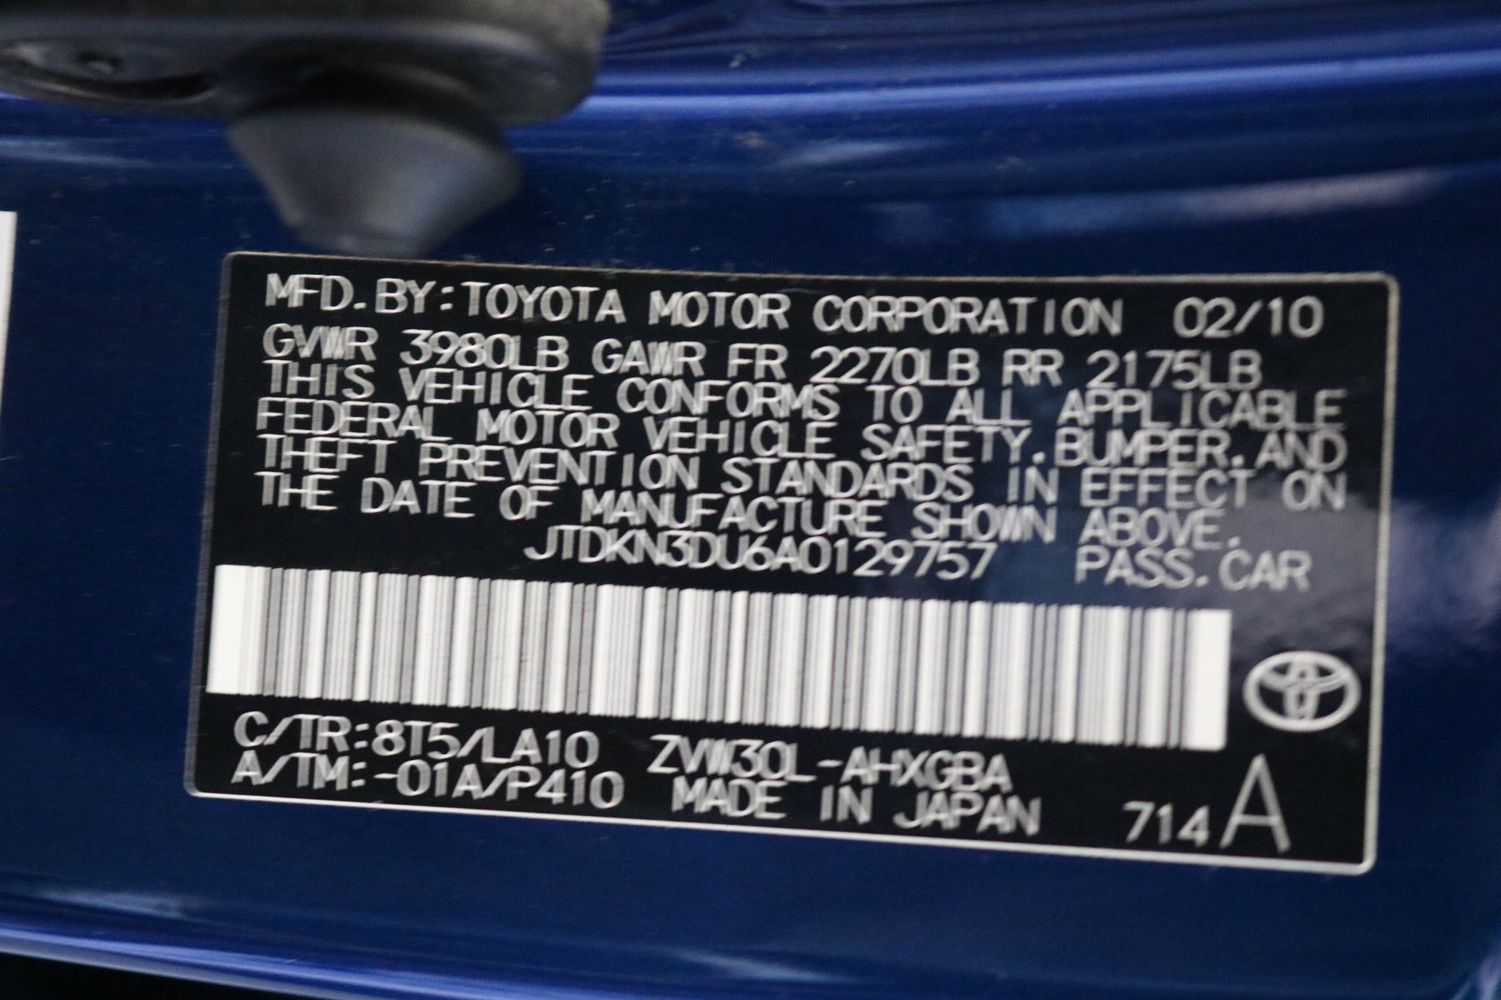 MFD. BY: TOYOTA MOTOR CORPORATION 02/10
GVWR 3980LB GAWR FR 2270LB RR 2175LB
THIS VEHICLE CONFORMS TO ALL APPLICABLE
FEDERAL MOTOR VEHICLE SAFETY, BUMPER, AND
THEFT PREVENTION STANDARDS IN EFFECT ON
THE DATE OF MANUFACTURE SHOWN ABOVE.
JTDKN3DU6A0129757 PASS. CAR
C/TR: 8T5/LA10 ZVW30L-AHXGBA
A/TM: -01A/P410 MADE IN JAPAN 714 A